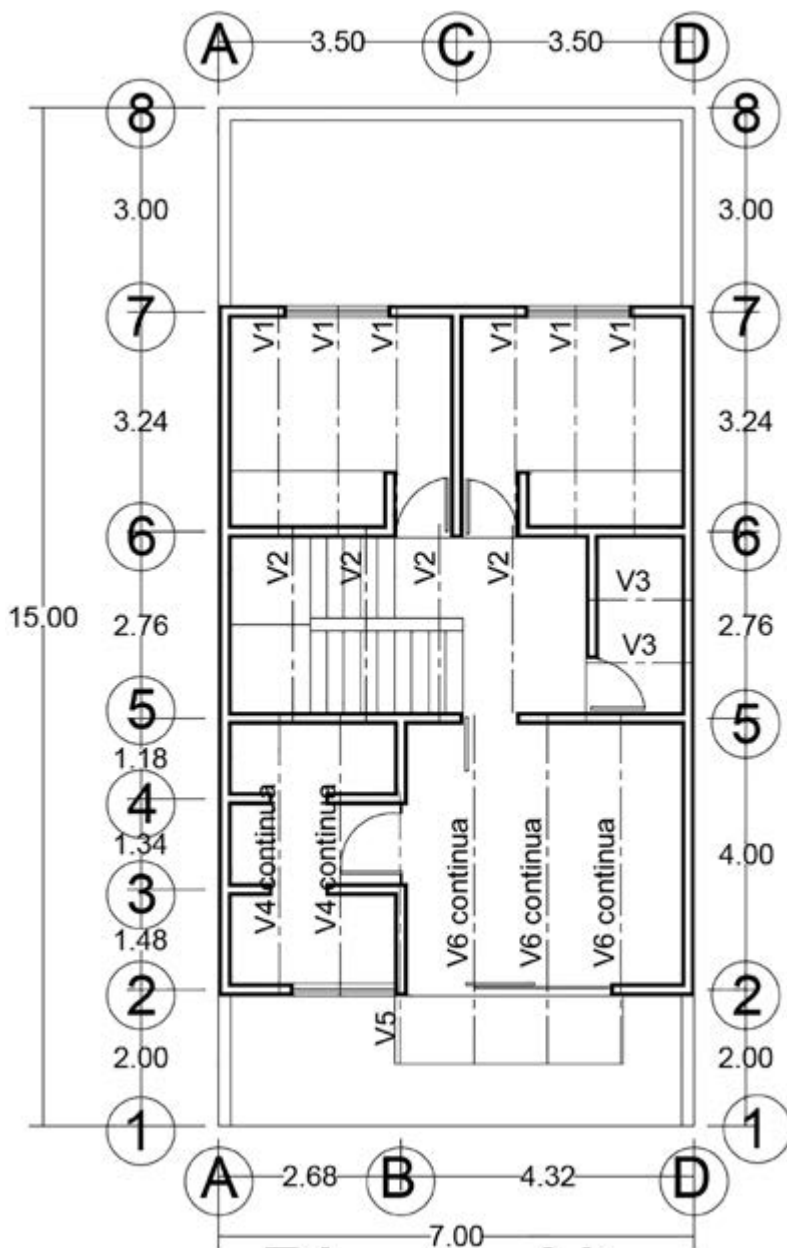 A C D
3.50 3.50
8 8
3.00 3.00
7 7
V1 V1 V1 V1 V1 V1
3.24 3.24
6 6
V2 V2 V2 V2
V3
15.00 2.76 2.76
V3
5 5
1.18
4
1.34 4.00
V4 continua V4 continua V6 continua V6 continua V6 continua
3
1.48
2 2
V5
2.00 2.00
1 1
A B D
2.68 4.32
7.00